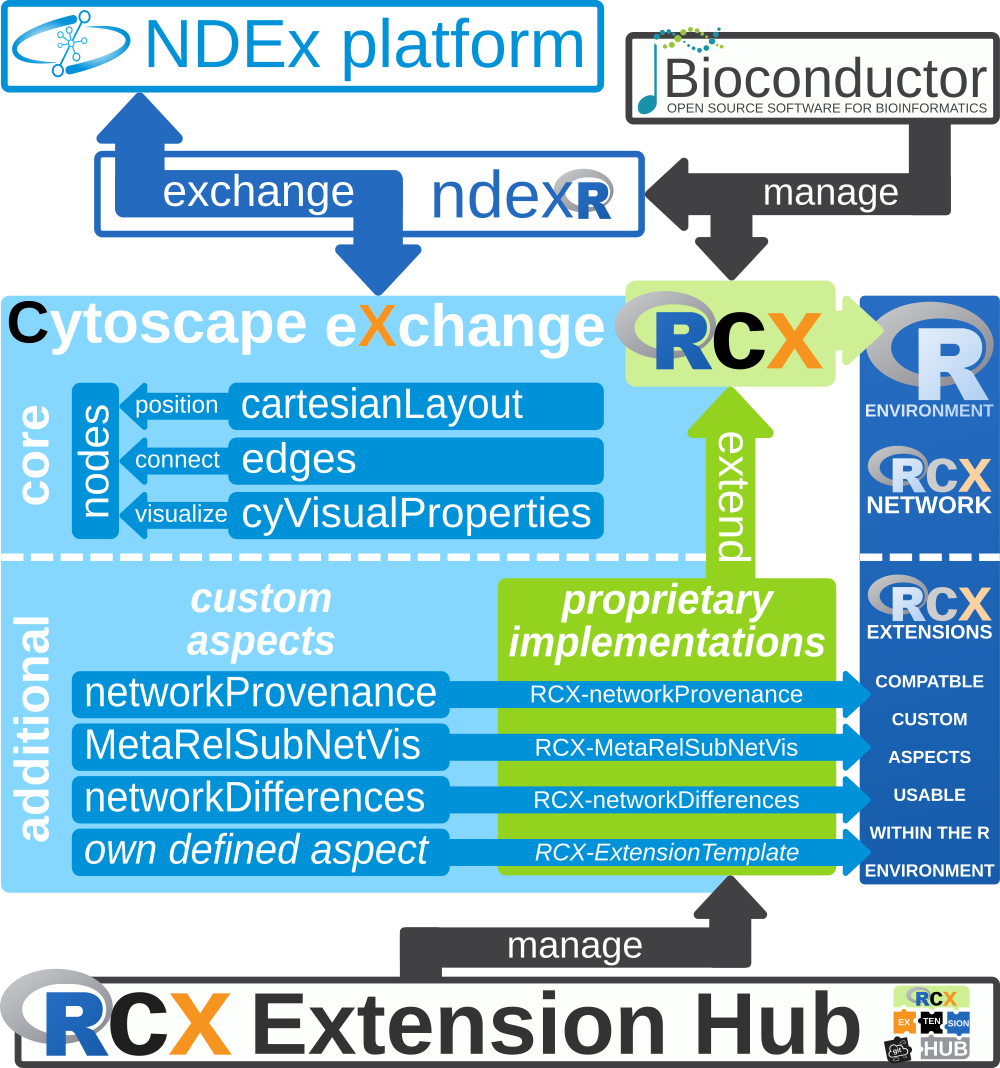 NDEx platform
Bioconductor
OPEN SOURCE SOFTWARE FOR BIOINFORMATICS
exchange
ndexR
manage
Cytoscape eXchange
RCX
R
ENVIRONMENT
core
nodes
position
cartesianLayout
connect
edges
visualize
cyVisualProperties
extend
RCX
NETWORK
additional
custom
aspects
proprietary
implementations
RCX
EXTENSIONS
networkProvenance
RCX-networkProvenance
MetaRelSubNetVis
RCX-MetaRelSubNetVis
networkDifferences
RCX-networkDifferences
own defined aspect
RCX-ExtensionTemplate
COMPATBLE
CUSTOM
ASPECTS
USABLE
WITHIN THE R
ENVIRONMENT
manage
RCX Extension Hub
RCX
EX TEN SION
git HUB